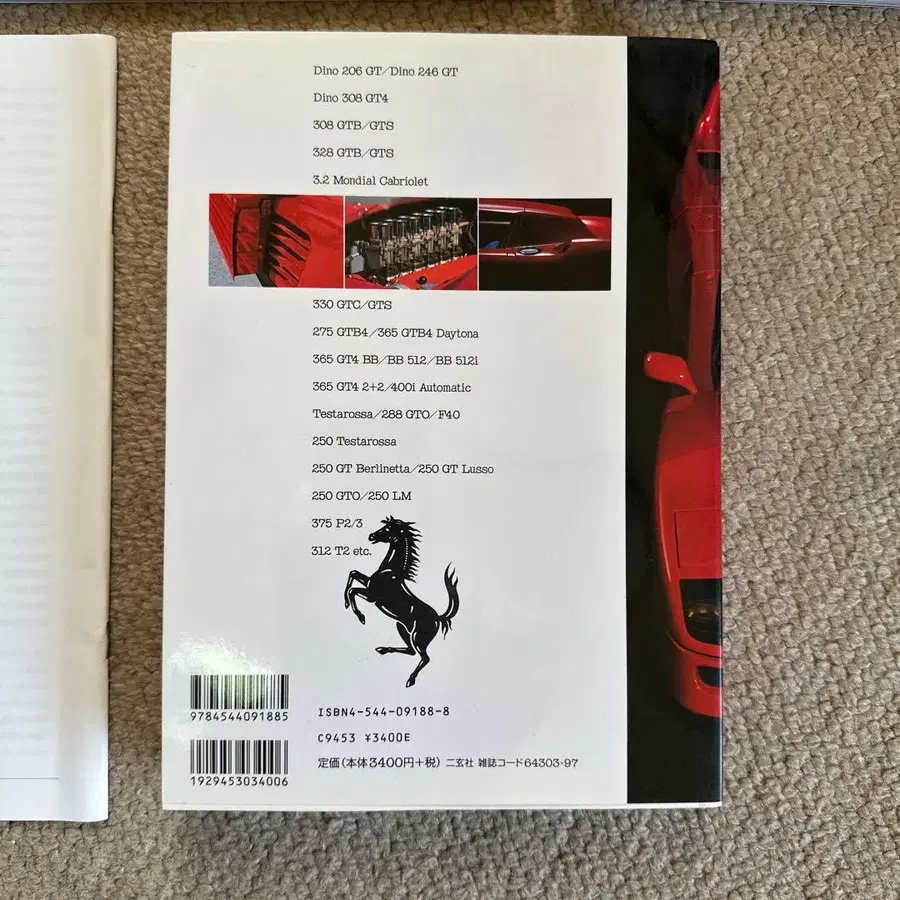 Dino 206 GT/Dino 246 GT
Dino 308 GT4
308 GTB/GTS
328 GTB/GTS
3.2 Mondial Cabriolet
330 GTC/GTS
275 GTB4/365 GTB4 Daytona
365 GT4 BB/BB 512/BB 512i
365 GT4 2+2/400i Automatic
Testarossa/288 GTO/F40
250 Testarossa
250 GT Berlinetta/250 GT Lusso
250 GTO/250 LM
375 P2/3
312 T2 etc.
9784544091885
ISBN4-544-09188-8
C9453 ¥3400E
1929453034006
定価(本体3400円+税) 二玄社 雑誌コード64303-97